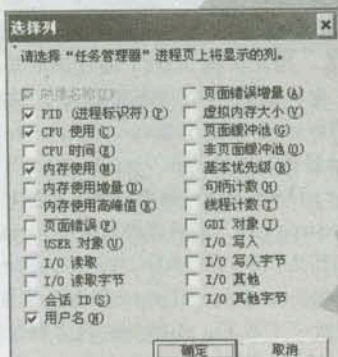 选择列
请选择“任务管理器”进程页上将显示的列。
PID (进程标识符)(P)
CPU 使用(C)
CPU 时间(E)
内存使用(M)
内存使用增量(D)
内存使用高峰值(K)
页面错误(F)
USER 对象(U)
I/O 读取
I/O 读取字节
会话 ID(S)
用户名(H)
页面错误增量(A)
虚拟内存大小(V)
页面缓冲池(G)
非页面缓冲池(O)
基本优先级(R)
句柄计数(H)
线程计数(T)
GDI 对象(J)
I/O 写入
I/O 写入字节
I/O 其他
I/O 其他字节
确定
取消